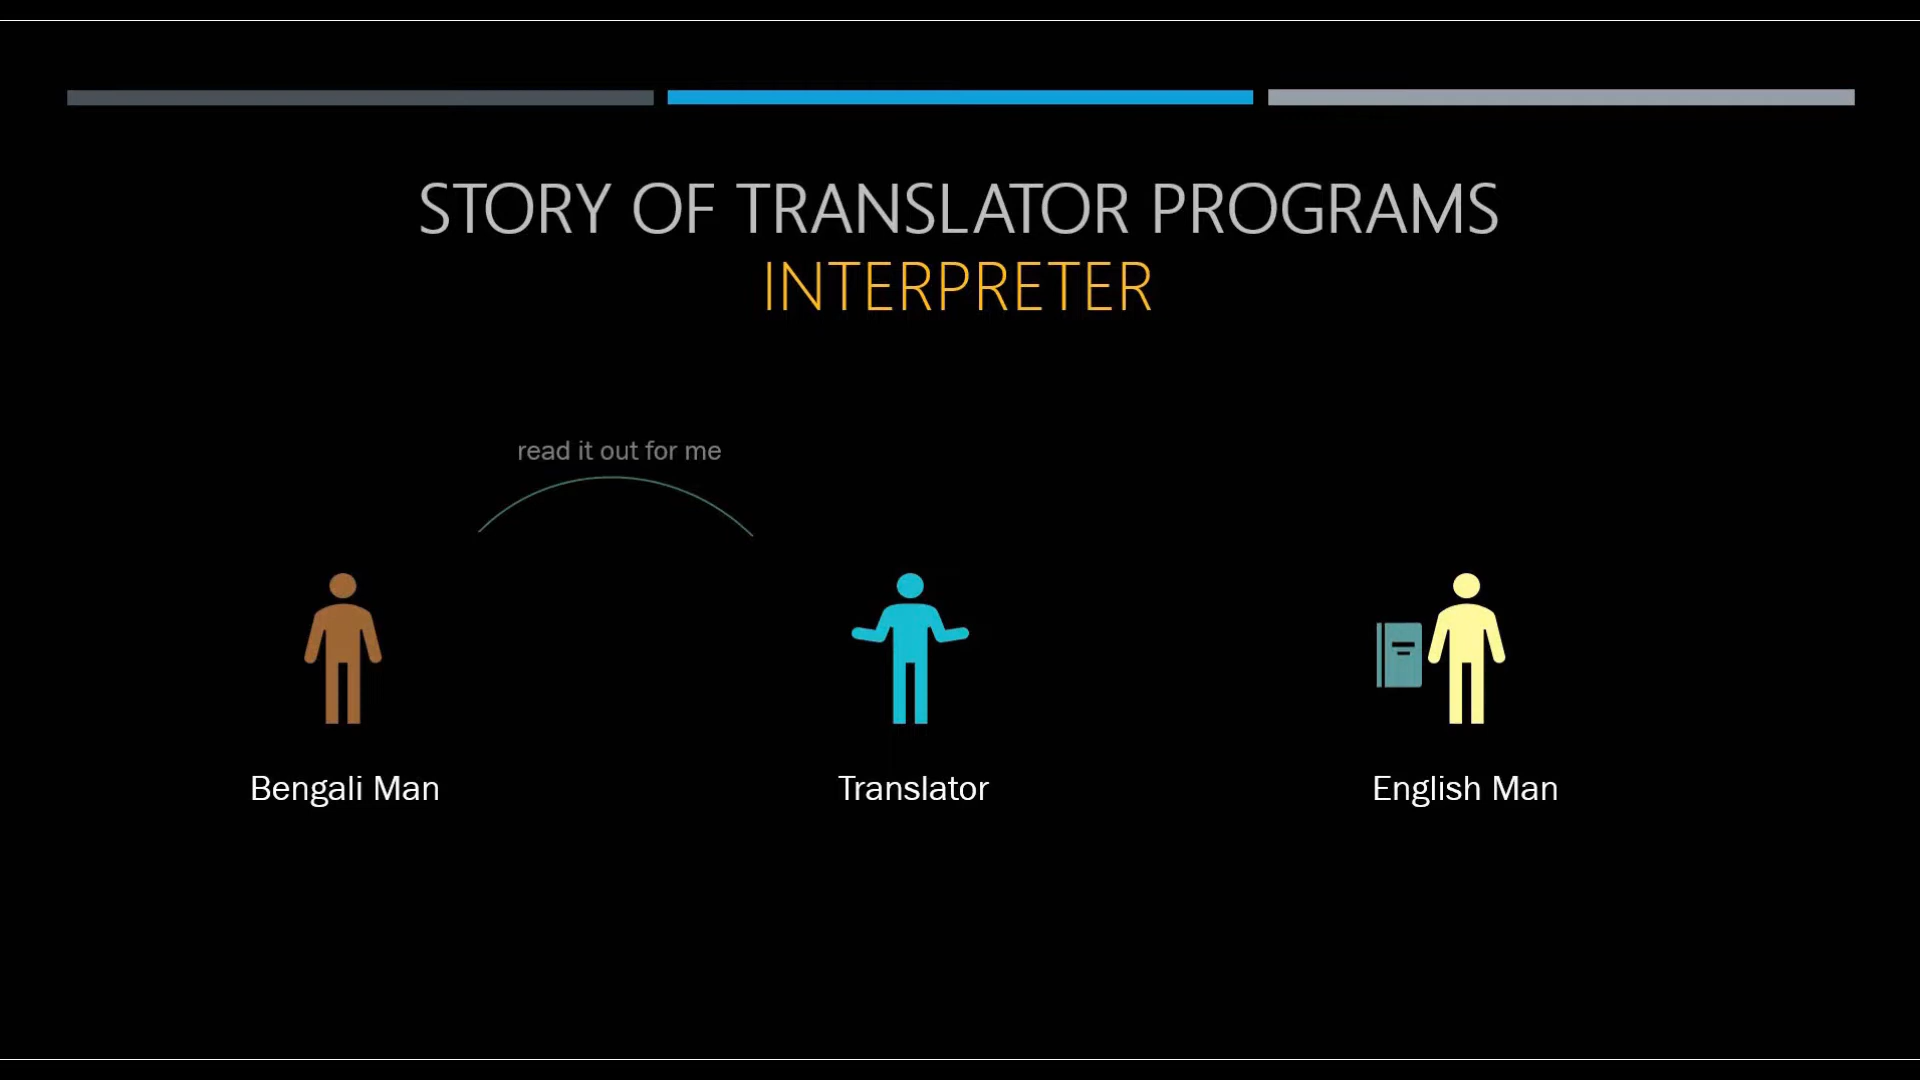 STORY OF TRANSLATOR PROGRAMS
INTERPRETER
read it out for me
Bengali Man
Translator
English Man